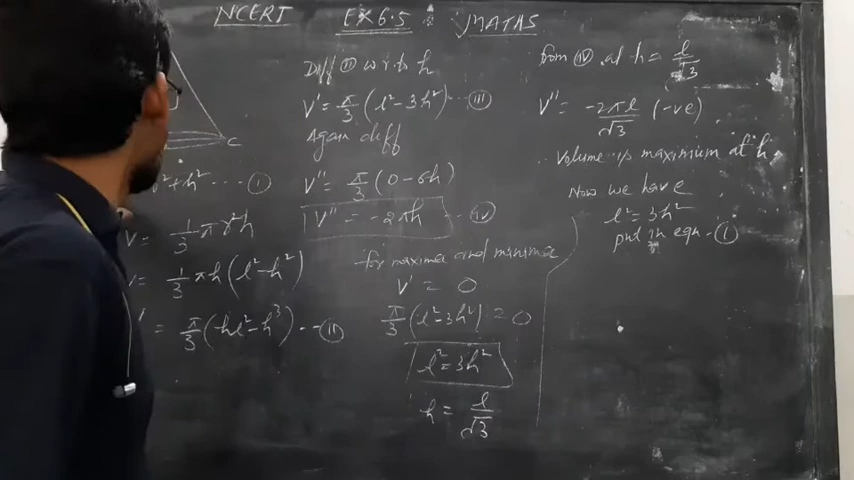 NCERT EX 6.5 MATHS
C
r²+h² ---- (I)
V = 1/3 πr²h
= 1/3 πh(l²-h²)
= π/3 (hl²-h³) -- (II)
Diff (II) w r to h
V' = π/3 (l²-3h²) --- (III)
Again diff
V'' = π/3 (0-6h)
V'' = -2πh -- (IV)
for maxima and minima
V' = 0
π/3 (l²-3h²) = 0
l²=3h²
h = l/√3
from (IV) at h = l/√3
V'' = -2πl/√3 (-ve)
Volume is maximum at h
Now we have
l²=3h²
put in equ. (I)